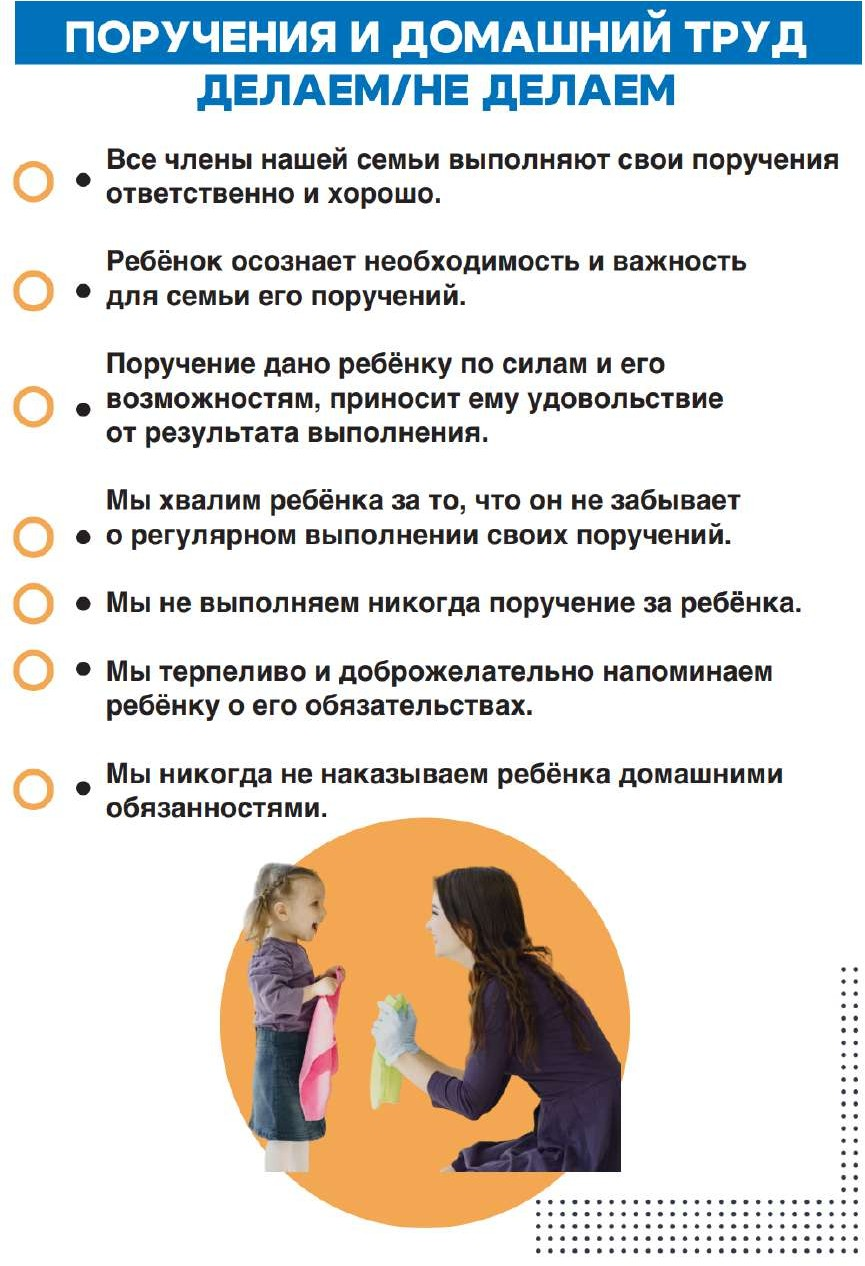 ПОРУЧЕНИЯ И ДОМАШНИЙ ТРУД
ДЕЛАЕМ/НЕ ДЕЛАЕМ
• Все члены нашей семьи выполняют свои поручения
ответственно и хорошо.
• Ребёнок осознает необходимость и важность
для семьи его поручений.
• Поручение дано ребёнку по силам и его
возможностям, приносит ему удовольствие
от результата выполнения.
• Мы хвалим ребёнка за то, что он не забывает
о регулярном выполнении своих поручений.
• Мы не выполняем никогда поручение за ребёнка.
• Мы терпеливо и доброжелательно напоминаем
ребёнку о его обязательствах.
• Мы никогда не наказываем ребёнка домашними
обязанностями.